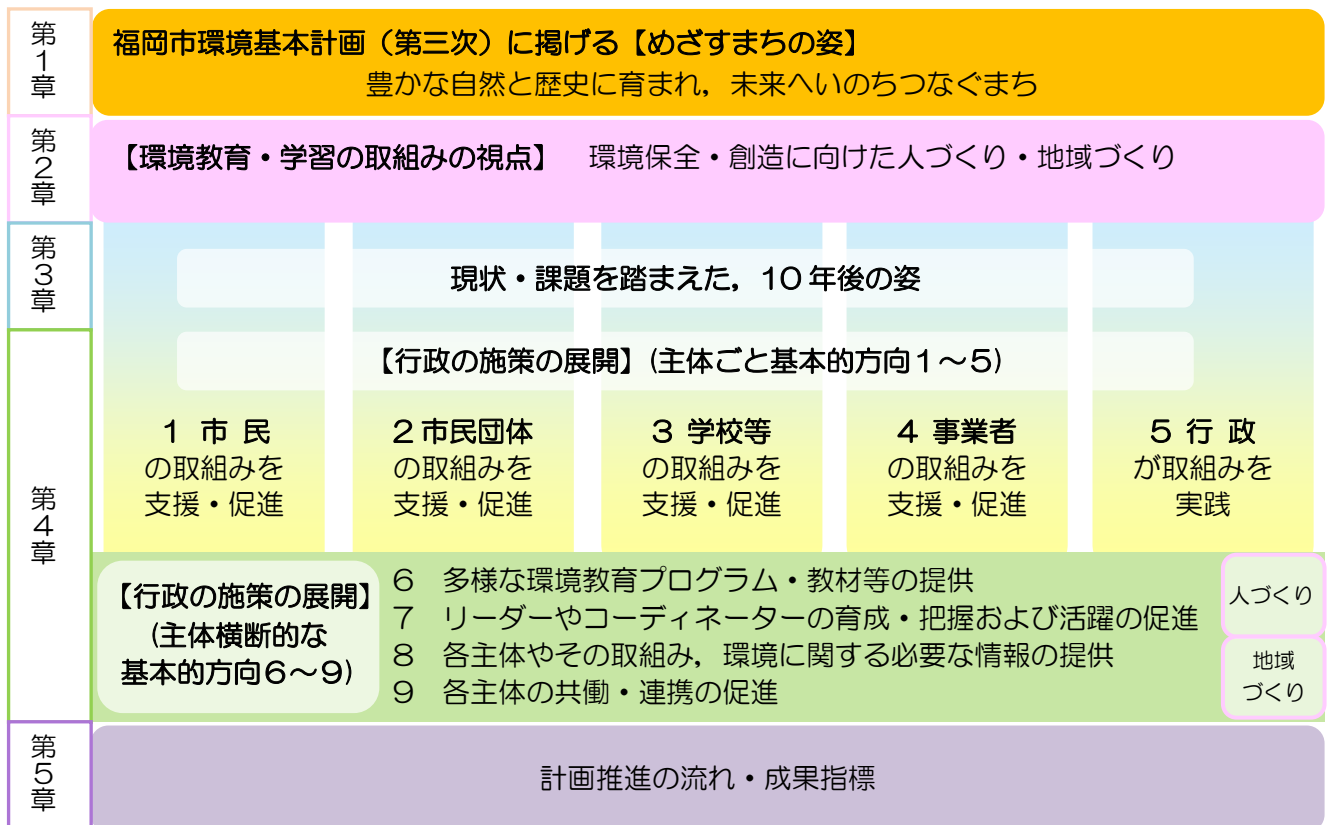 第1章
福岡市環境基本計画（第三次）に掲げる【めざすまちの姿】
豊かな自然と歴史に育まれ，未来へいのちつなぐまち
第2章
【環境教育・学習の取組みの視点】　環境保全・創造に向けた人づくり・地域づくり
第3章
現状・課題を踏まえた，10年後の姿
第4章
【行政の施策の展開】（主体ごと基本的方向１～５）
１ 市 民
の取組みを
支援・促進
２市民団体
の取組みを
支援・促進
３ 学校等
の取組みを
支援・促進
４ 事業者
の取組みを
支援・促進
５ 行 政
が取組みを
実践
【行政の施策の展開】
（主体横断的な
基本的方向６～９）
６　多様な環境教育プログラム・教材等の提供
７　リーダーやコーディネーターの育成・把握および活躍の促進
８　各主体やその取組み，環境に関する必要な情報の提供
９　各主体の共働・連携の促進
人づくり
地域
づくり
第5章
計画推進の流れ・成果指標